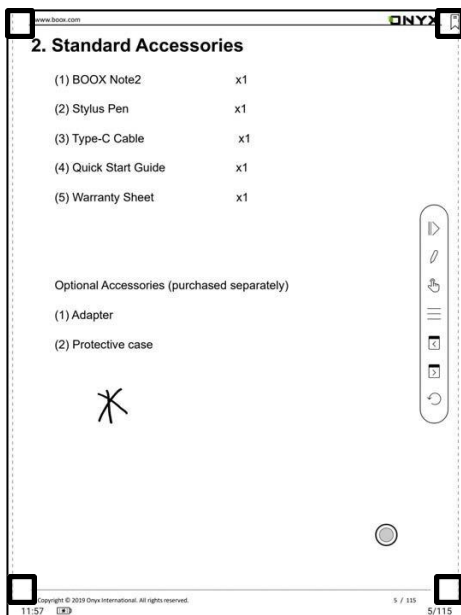 www.boox.com ONYX
2. Standard Accessories
(1) BOOX Note2 x1
(2) Stylus Pen x1
(3) Type-C Cable x1
(4) Quick Start Guide x1
(5) Warranty Sheet x1
Optional Accessories (purchased separately)
(1) Adapter
(2) Protective case
Copyright © 2019 Onyx International. All rights reserved. 5 / 115
11:57 5/115